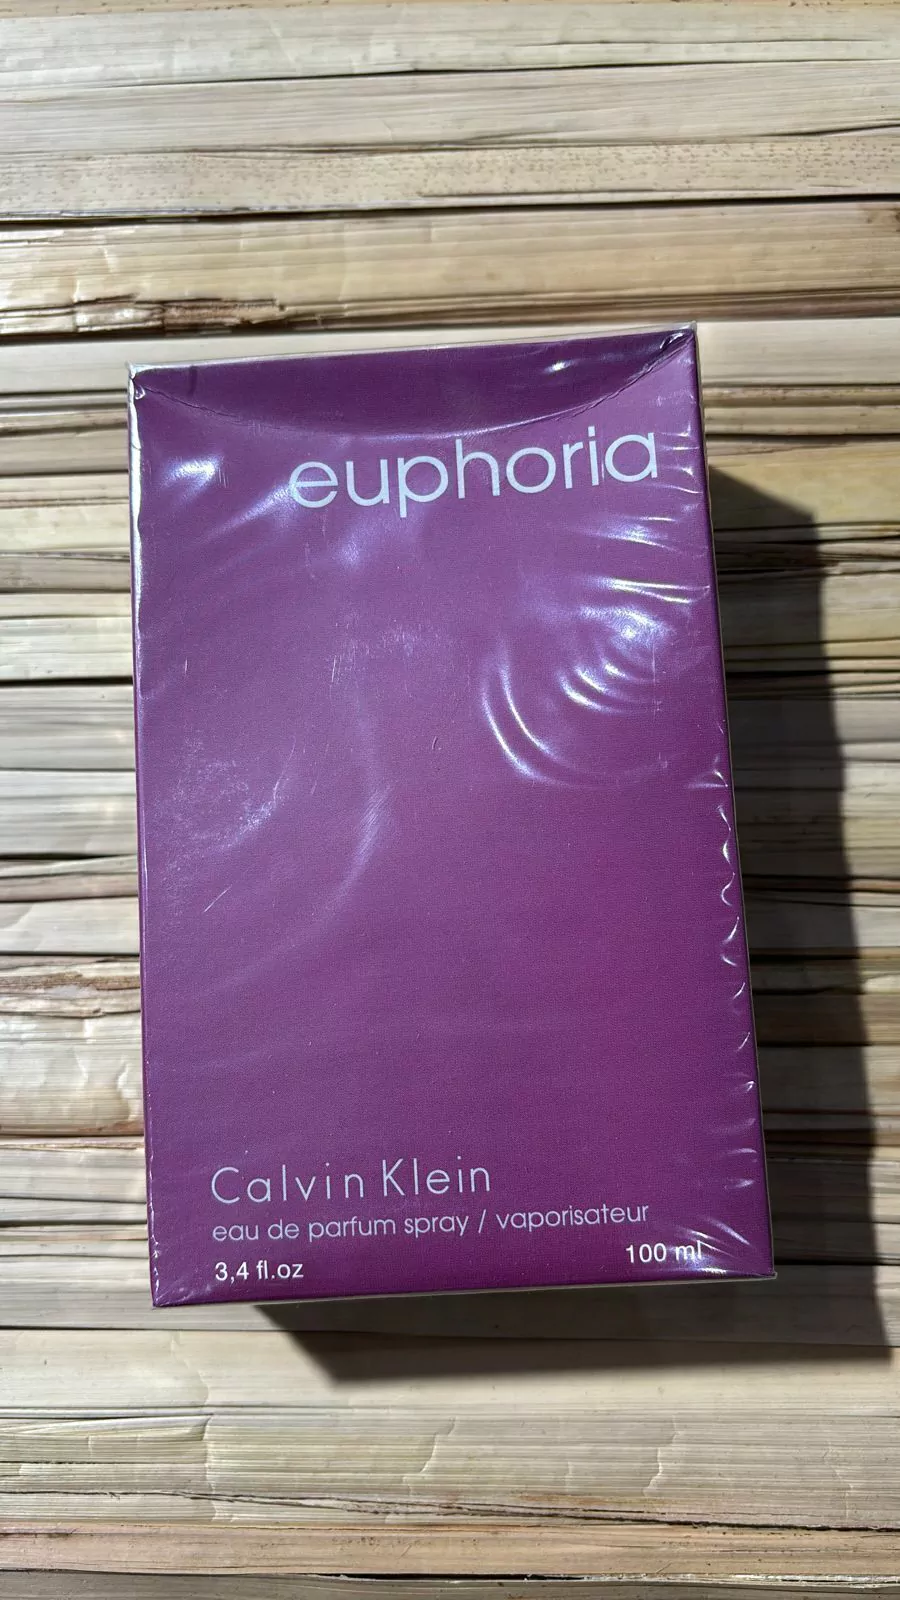 euphoria
Calvin Klein
eau de parfum spray / vaporisateur
3,4 fl.oz 100 ml